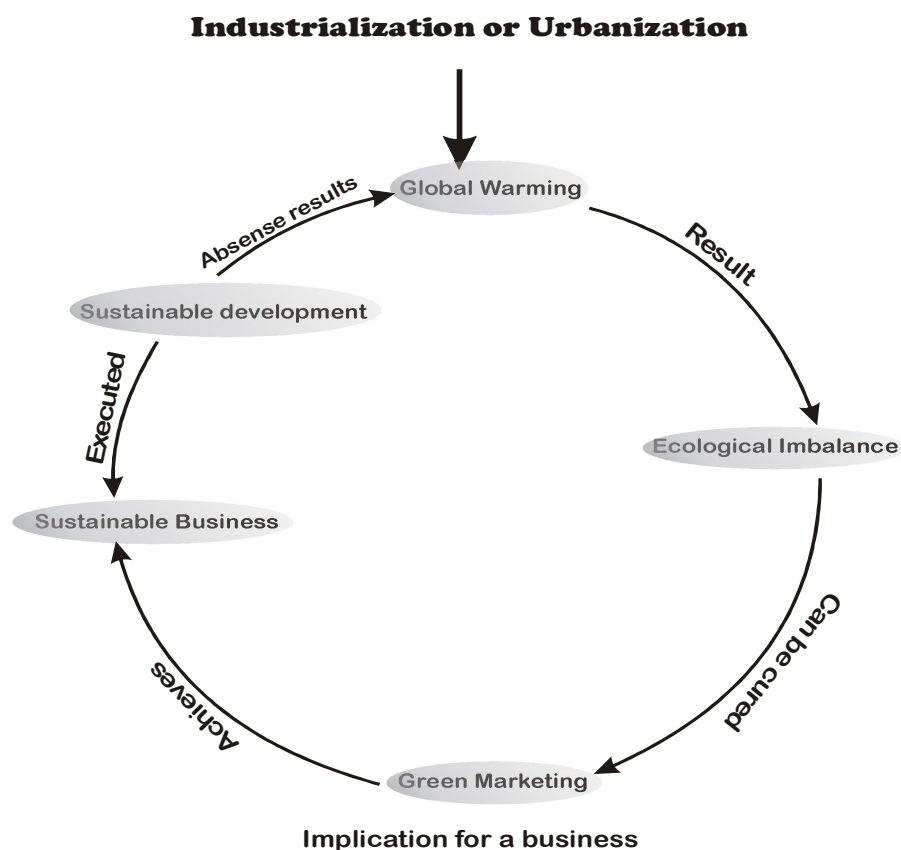 Industrialization or Urbanization
Global Warming
Absense results
Result
Sustainable development
Executed
Ecological Imbalance
Sustainable Business
Can be cured
Achieves
Green Marketing
Implication for a business